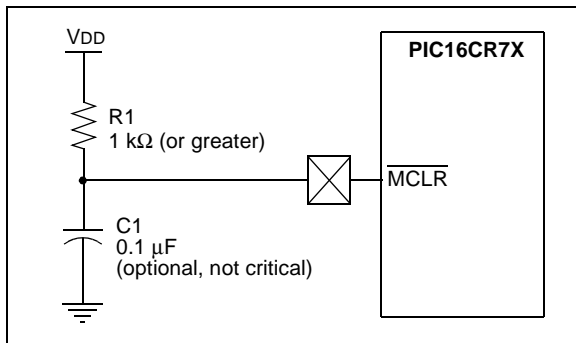 VDD
PIC16CR7X
R1
1 kΩ (or greater)
MCLR
C1
0.1 μF
(optional, not critical)